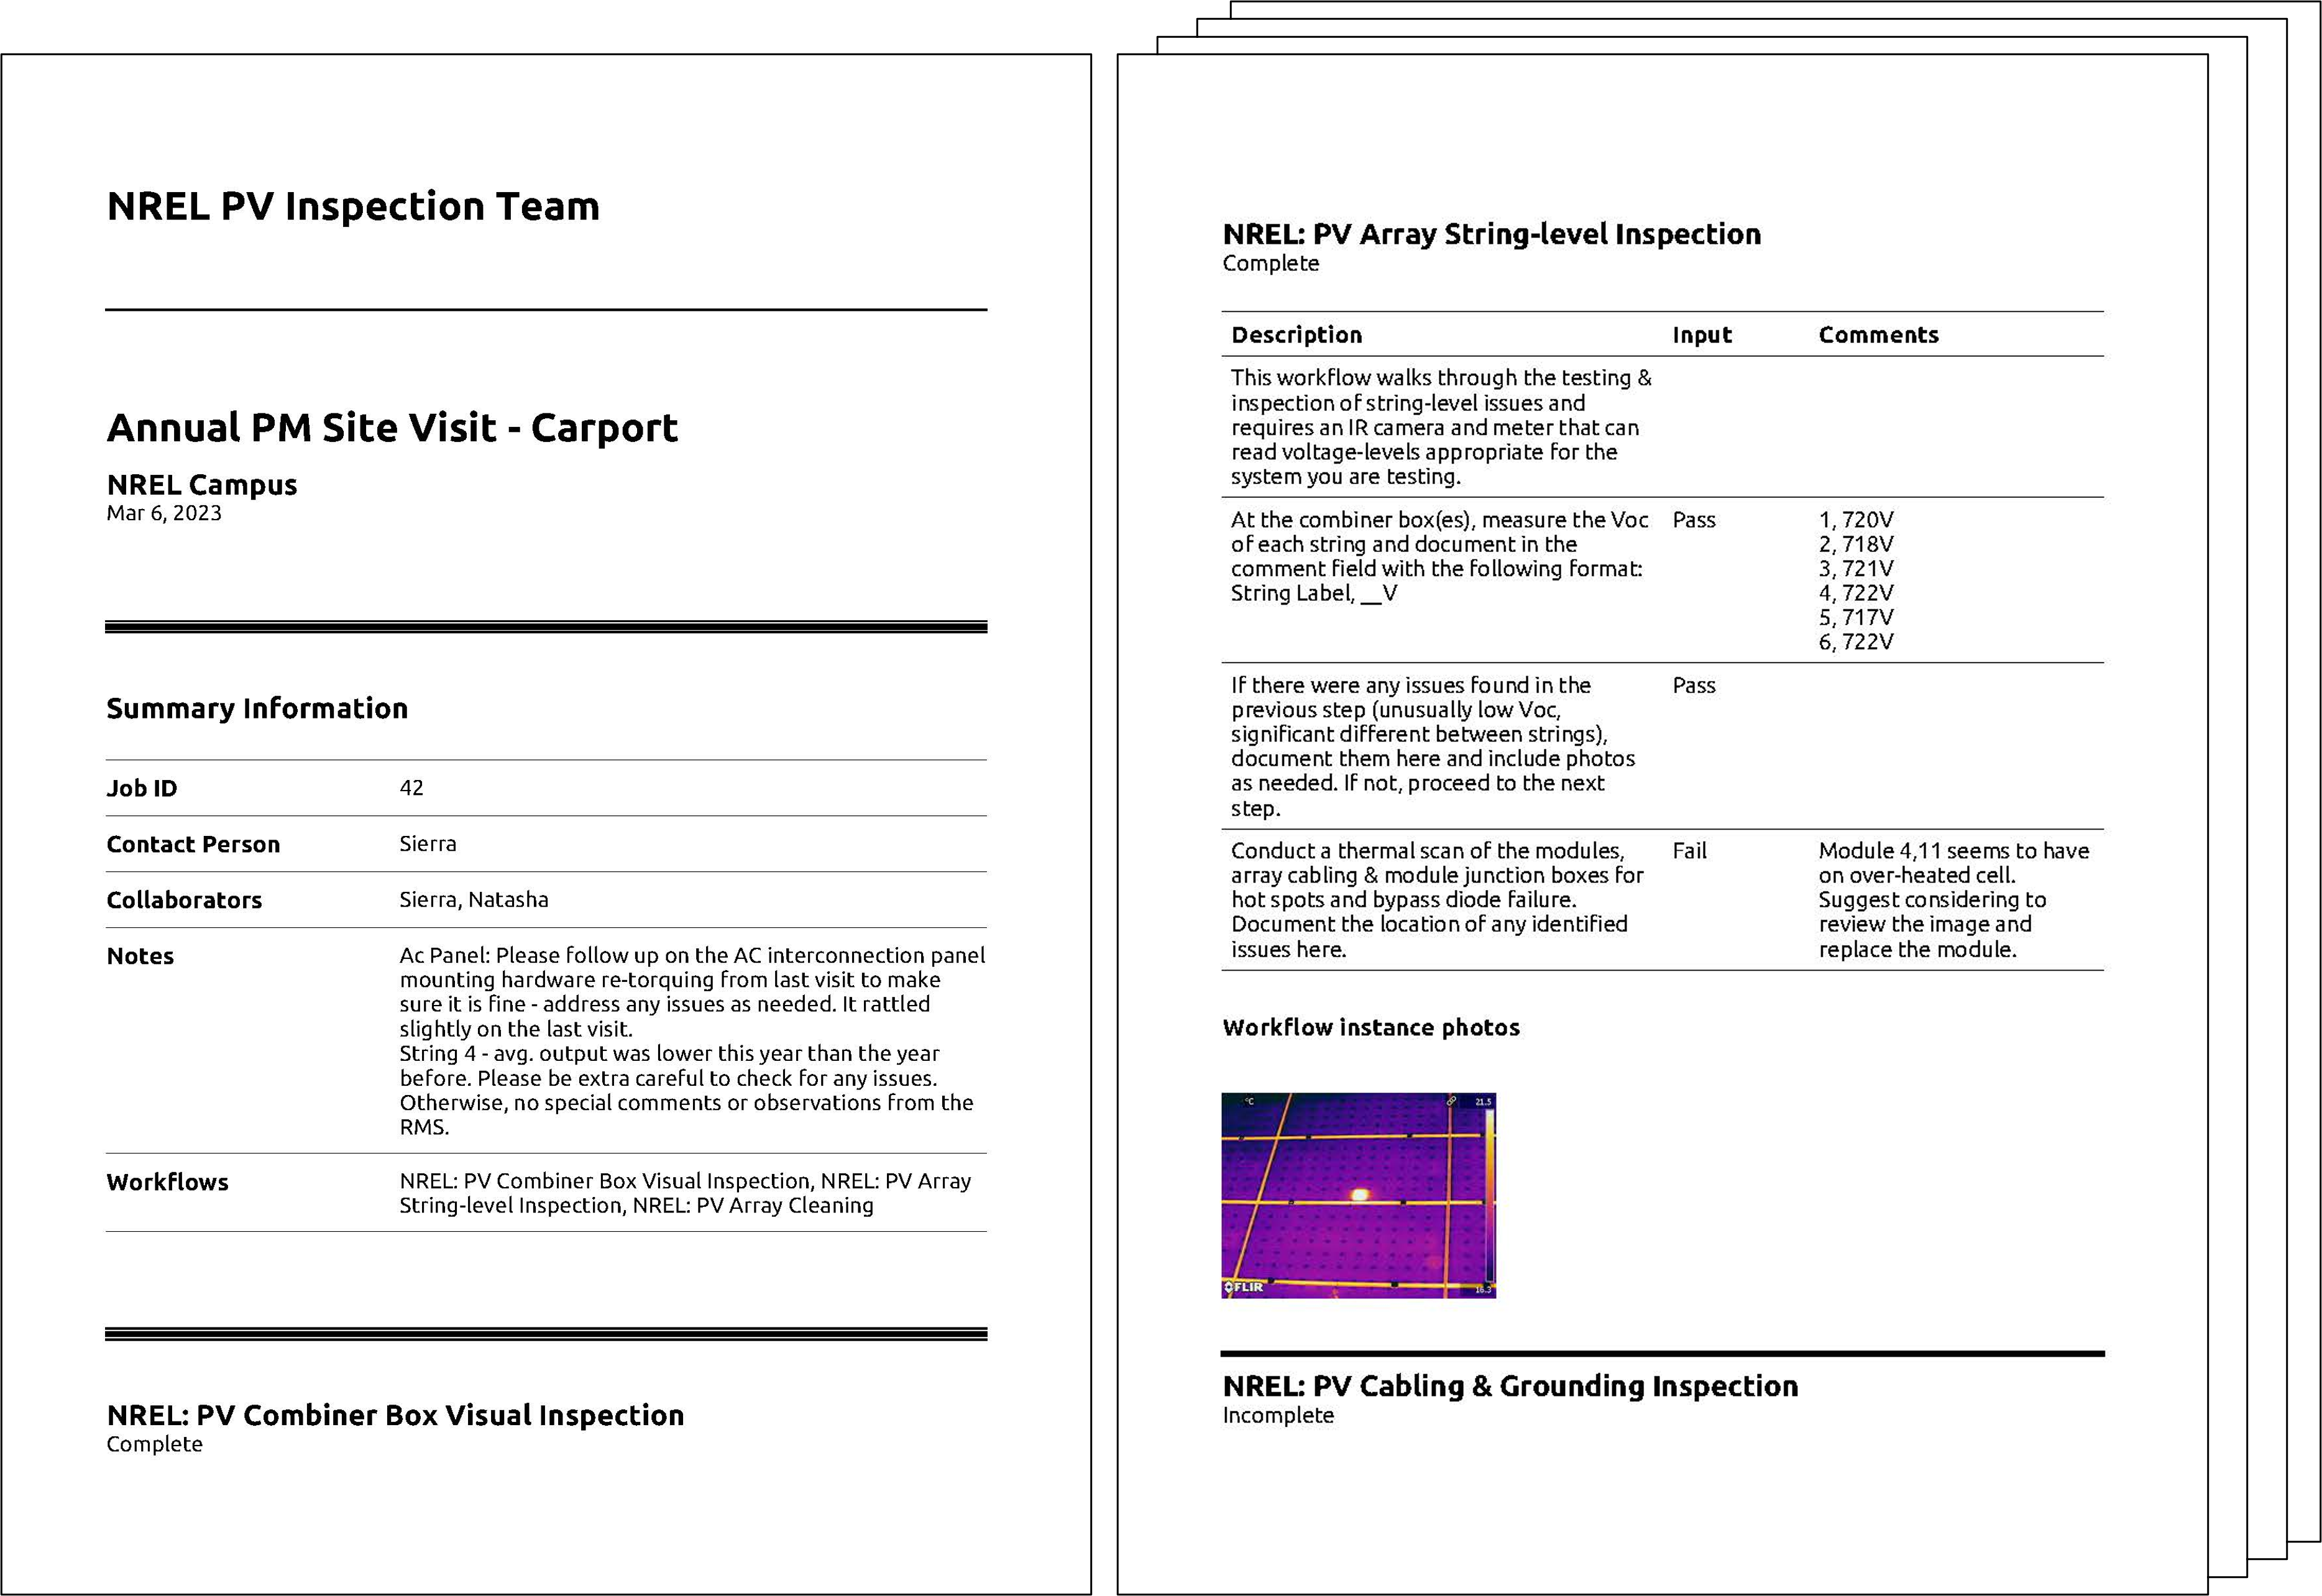 NREL PV Inspection Team
Annual PM Site Visit - Carport
NREL Campus
Mar 6, 2023
Summary Information
Job ID 42
Contact Person Sierra
Collaborators Sierra, Natasha
Notes Ac Panel: Please follow up on the AC interconnection panel
mounting hardware re-torquing from last visit to make
sure it is fine - address any issues as needed. It rattled
slightly on the last visit.
String 4 - avg. output was lower this year than the year
before. Please be extra careful to check for any issues.
Otherwise, no special comments or observations from the
RMS.
Workflows NREL: PV Combiner Box Visual Inspection, NREL: PV Array
String-level Inspection, NREL: PV Array Cleaning
NREL: PV Combiner Box Visual Inspection
Complete
NREL: PV Array String-level Inspection
Complete
Description Input Comments
This workflow walks through the testing &
inspection of string-level issues and
requires an IR camera and meter that can
read voltage-levels appropriate for the
system you are testing.
At the combiner box(es), measure the Voc
of each string and document in the
comment field with the following format:
String Label, __V
Pass
1, 720V
2, 718V
3, 721V
4, 722V
5, 717V
6, 722V
If there were any issues found in the
previous step (unusually low Voc,
significant different between strings),
document them here and include photos
as needed. If not, proceed to the next
step.
Pass
Conduct a thermal scan of the modules,
array cabling & module junction boxes for
hot spots and bypass diode failure.
Document the location of any identified
issues here.
Fail
Module 4,11 seems to have
on over-heated cell.
Suggest considering to
review the image and
replace the module.
Workflow instance photos
°C
21.5
FLIR
16.3
NREL: PV Cabling & Grounding Inspection
Incomplete